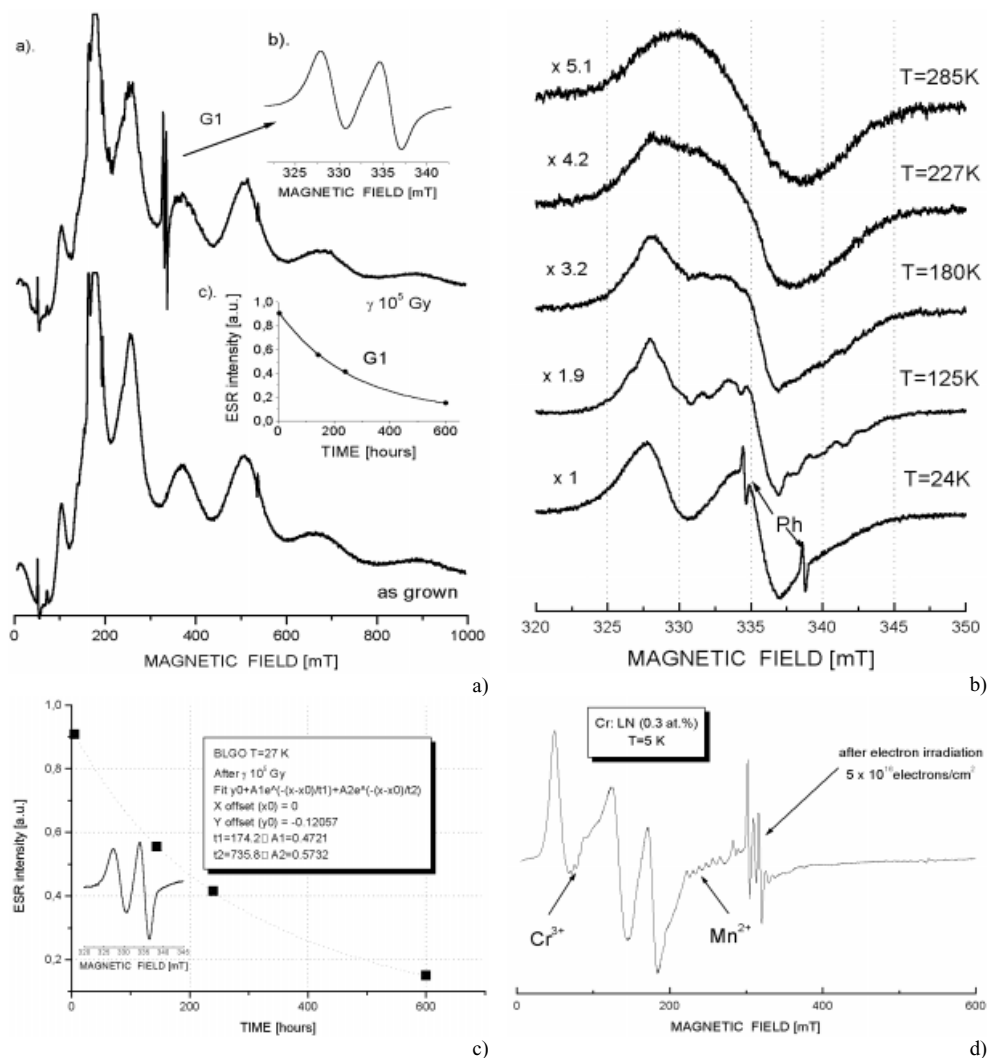 a).
b).
G1
325 330 335 340
MAGNETIC FIELD [mT]
c).
γ 10⁵ Gy
ESR intensity [a.u.]
1,0
0,8
0,6
0,4
0,2
0,0
G1
0 200 400 600
TIME [hours]
as grown
0 200 400 600 800 1000
MAGNETIC FIELD [mT]
a)
x 5.1
T=285K
x 4.2
T=227K
x 3.2
T=180K
x 1.9
T=125K
x 1
T=24K
Ph
320 325 330 335 340 345 350
MAGNETIC FIELD [mT]
b)
ESR intensity [a.u.]
1,0
0,8
0,6
0,4
0,2
BLGO T=27 K
After γ 10⁵ Gy
Fit y0+A1e^(-(x-x0)/t1)+A2e^(-(x-x0)/t2)
X offset (x0) = 0
Y offset (y0) = -0.12057
t1=174.2□ A1=0.4721
t2=735.8□ A2=0.5732
320 325 330 335 340 345
MAGNETIC FIELD [mT]
0 200 400 600
TIME [hours]
c)
Cr: LN (0.3 at.%)
T=5 K
after electron irradiation
5 x 10¹⁶ electrons/cm²
Cr³⁺
Mn²⁺
0 200 400 600
MAGNETIC FIELD [mT]
d)